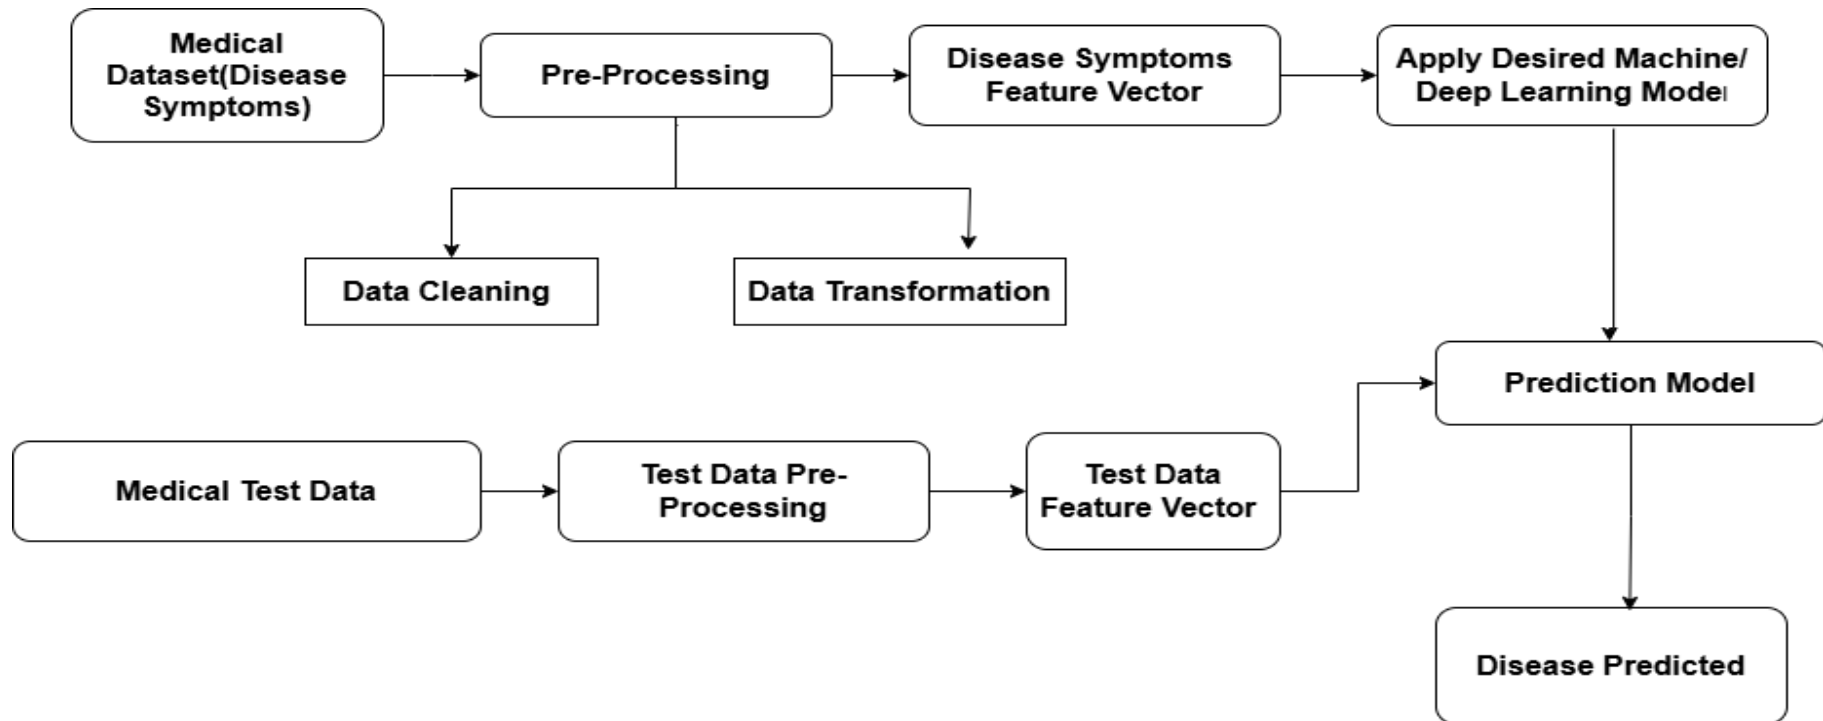 Medical
Dataset(Disease
Symptoms)
Pre-Processing
Disease Symptoms
Feature Vector
Apply Desired Machine/
Deep Learning Model
Data Cleaning
Data Transformation
Prediction Model
Medical Test Data
Test Data Pre-
Processing
Test Data
Feature Vector
Disease Predicted